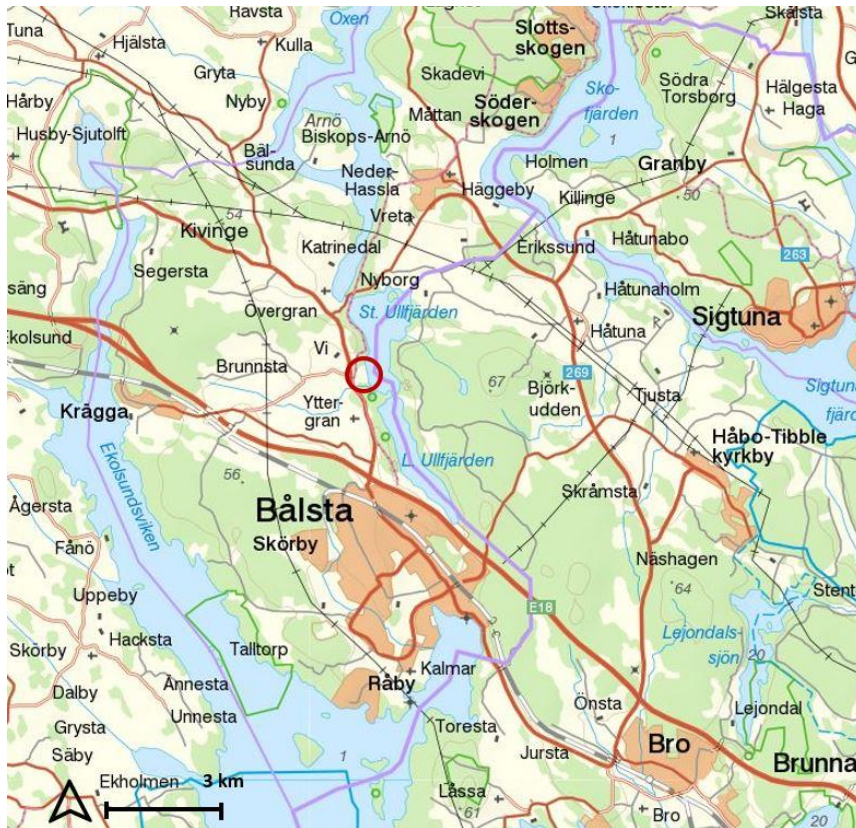 Tuna
Ravsta
Hjälsta
Kulla
Oxen
Slotts-
skogen
Skälsta
Gryta
Skadevi
Sko-
fjärden
Södra
Torsborg
Hårby
Nyby
Söder-
skogen
Hälgesta
Haga
Husby-Sjutolft
Arnö
Biskops-Arnö
Måttan
1
Bäl-
sunda
Neder-
Hassla
Holmen
Granby
Häggeby
Killinge
50
54
Kivinge
Vreta
Katrinedal
Erikssund
Håtunabo
263
Segersta
Nyborg
Håtunaholm
Sigtuna
säng
Övergran
St. Ullfjärden
Håtuna
Ekolsund
Vi
Brunnsta
67
269
Björk-
udden
Tjusta
Sigtuna
fjärd
Krägga
Ytter-
gran
Håbo-Tibble
kyrkby
Ekolsundsviken
56
L. Ullfjärden
Skråmsta
Ågersta
Bålsta
Skörby
Fånö
Näshagen
64
Uppeby
E18
Stent
Hacksta
Lejondals-
sjön
20
Skörby
Talltorp
Kalmar
Dalby
Ännesta
Råby
Önsta
Lejondal
Unnesta
Grysta
Toresta
Säby
1
Jursta
Bro
Brunna
Ekholmen
3 km
Låssa
61
Bro
20